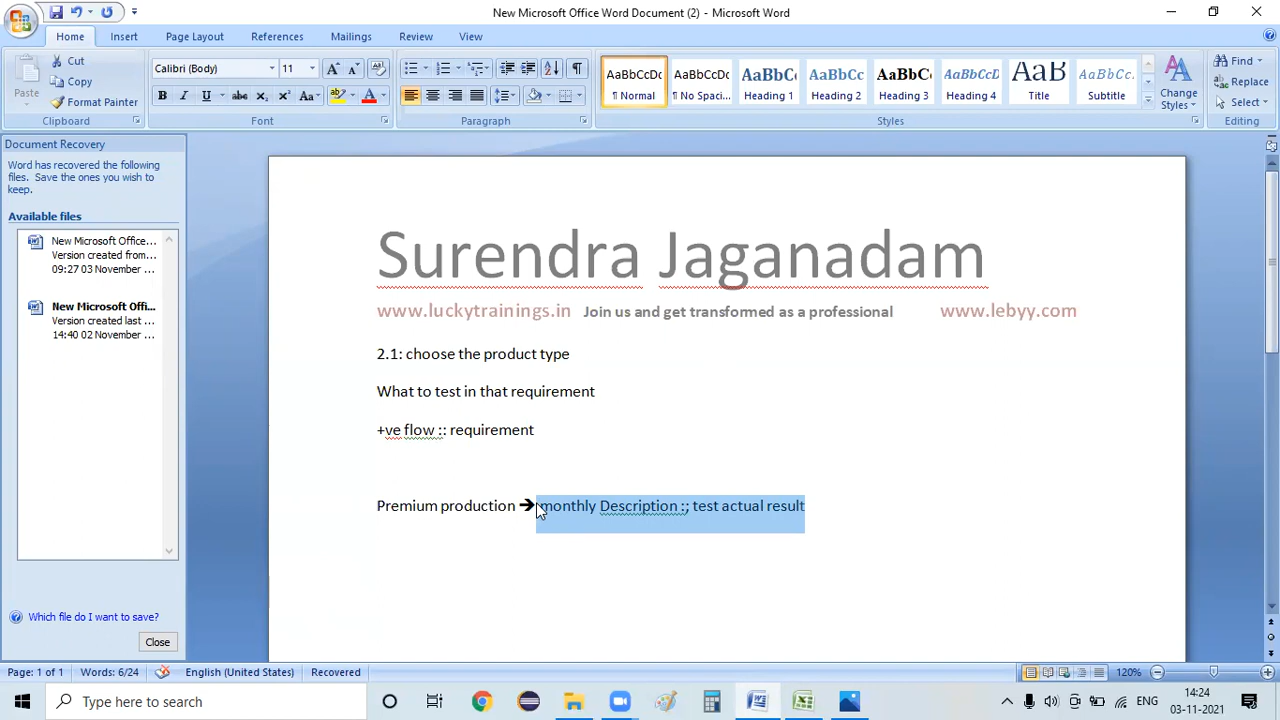 New Microsoft Office Word Document (2) - Microsoft Word
Home Insert Page Layout References Mailings Review View
Paste
Cut
Copy
Format Painter
Clipboard
Calibri (Body) 11
Font
Paragraph
AaBbCcDc AaBbCcDc AaBbCc AaBbCc AaBbCc AaBbCcD AaB AaBbCc
¶ Normal ¶ No Spaci... Heading 1 Heading 2 Heading 3 Heading 4 Title Subtitle
Change Styles
Styles
Find
Replace
Select
Editing
Document Recovery
Word has recovered the following
files. Save the ones you wish to
keep.
Available files
New Microsoft Office...
Version created from...
09:27 03 November ...
New Microsoft Offi...
Version created last ...
14:40 02 November ...
Which file do I want to save?
Close
Surendra Jaganadam
www.luckytrainings.in Join us and get transformed as a professional www.lebyy.com
2.1: choose the product type
What to test in that requirement
+ve flow :: requirement
Premium production ➔monthly Description :; test actual result
Page: 1 of 1 Words: 6/24 English (United States) Recovered 120%
Type here to search
ENG
14:24
03-11-2021